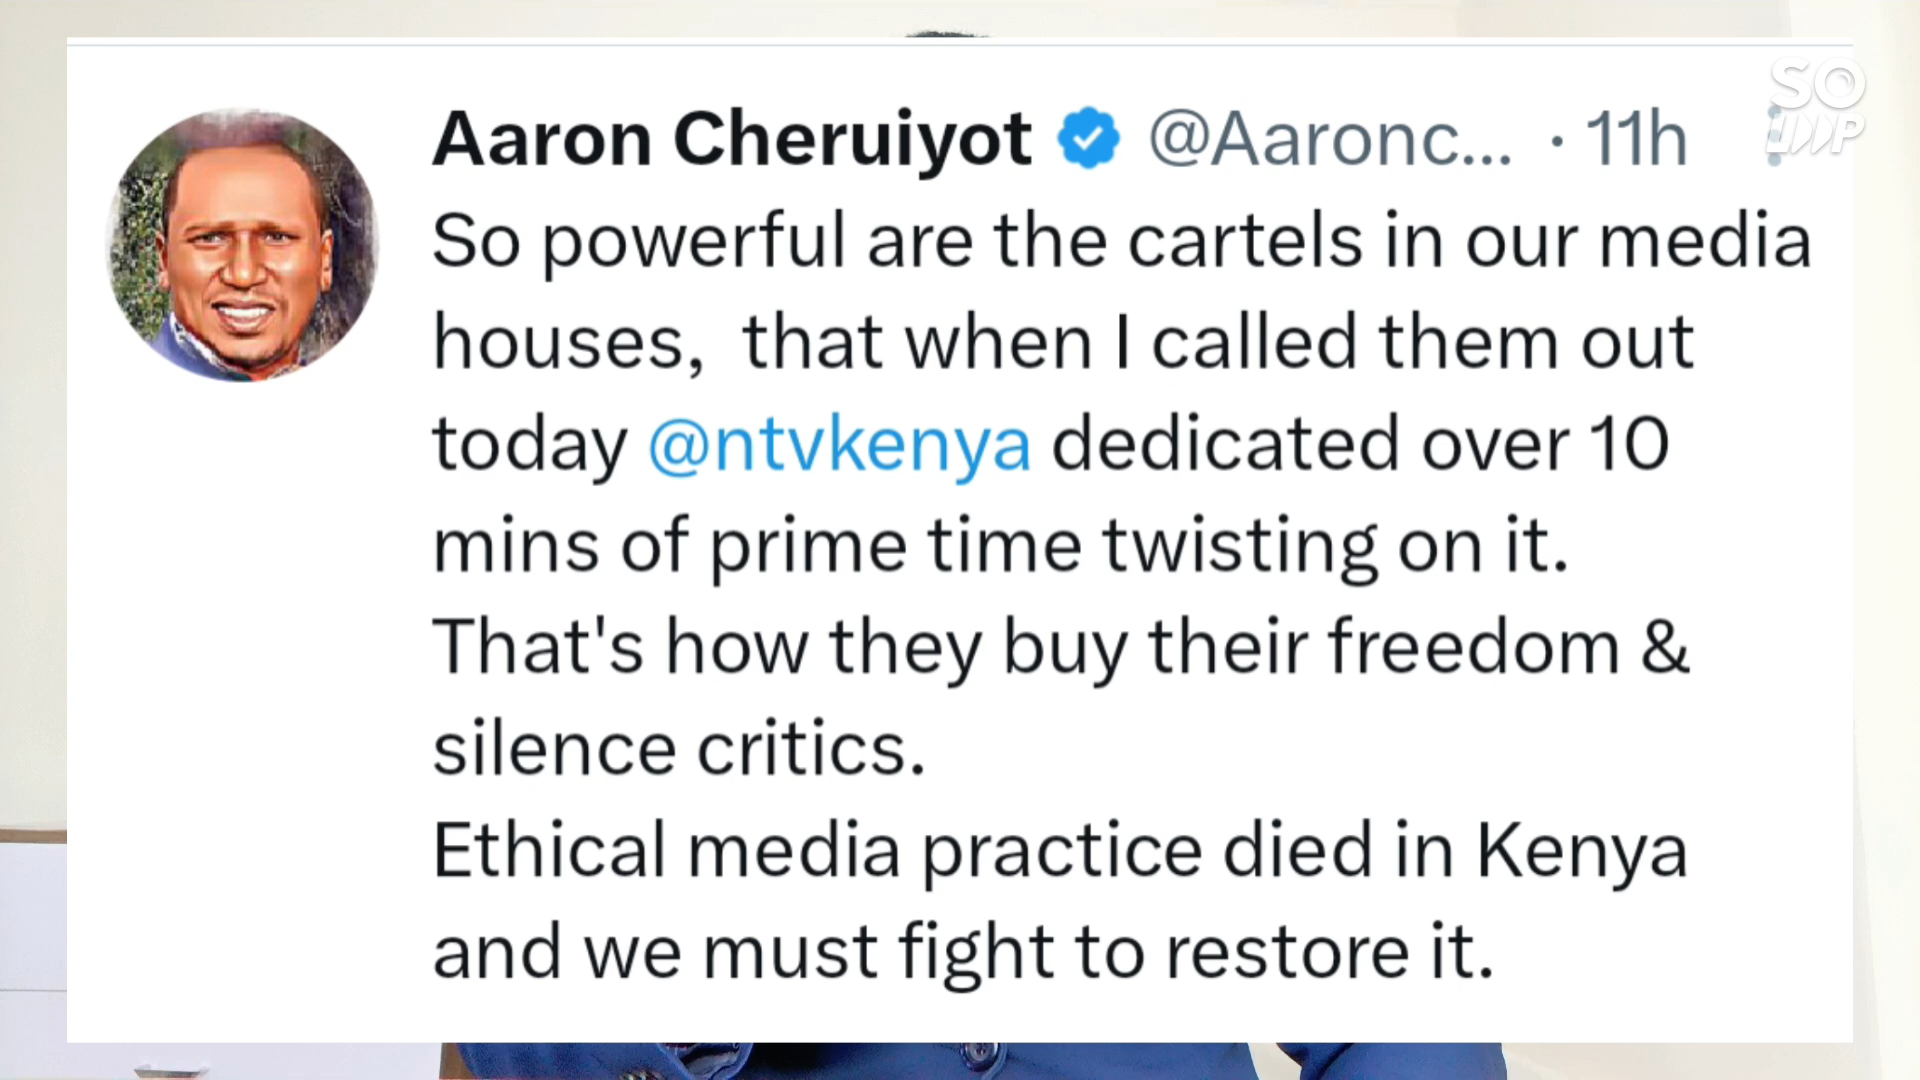 Aaron Cheruiyot @Aaronc... · 11h
So powerful are the cartels in our media
houses, that when I called them out
today @ntvkenya dedicated over 10
mins of prime time twisting on it.
That's how they buy their freedom &
silence critics.
Ethical media practice died in Kenya
and we must fight to restore it.